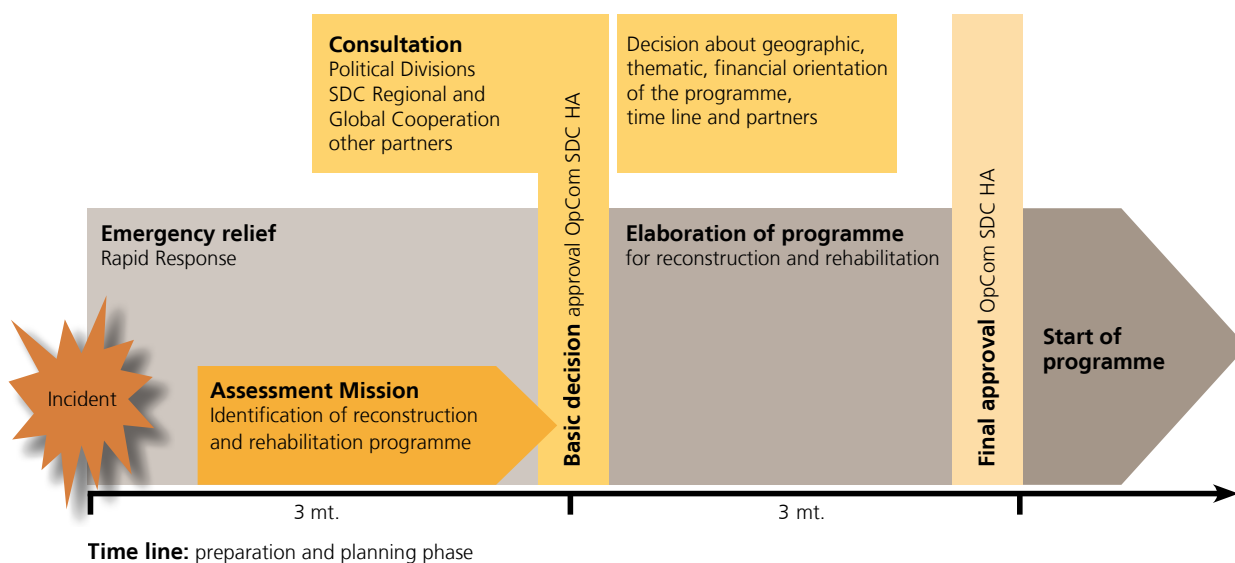 Consultation
Political Divisions
SDC Regional and
Global Cooperation
other partners
Basic decision approval OpCom SDC HA
Decision about geographic,
thematic, financial orientation
of the programme,
time line and partners
Emergency relief
Rapid Response
Incident
Assessment Mission
Identification of reconstruction
and rehabilitation programme
Elaboration of programme
for reconstruction and rehabilitation
Final approval OpCom SDC HA
Start of
programme
3 mt.
3 mt.
Time line: preparation and planning phase